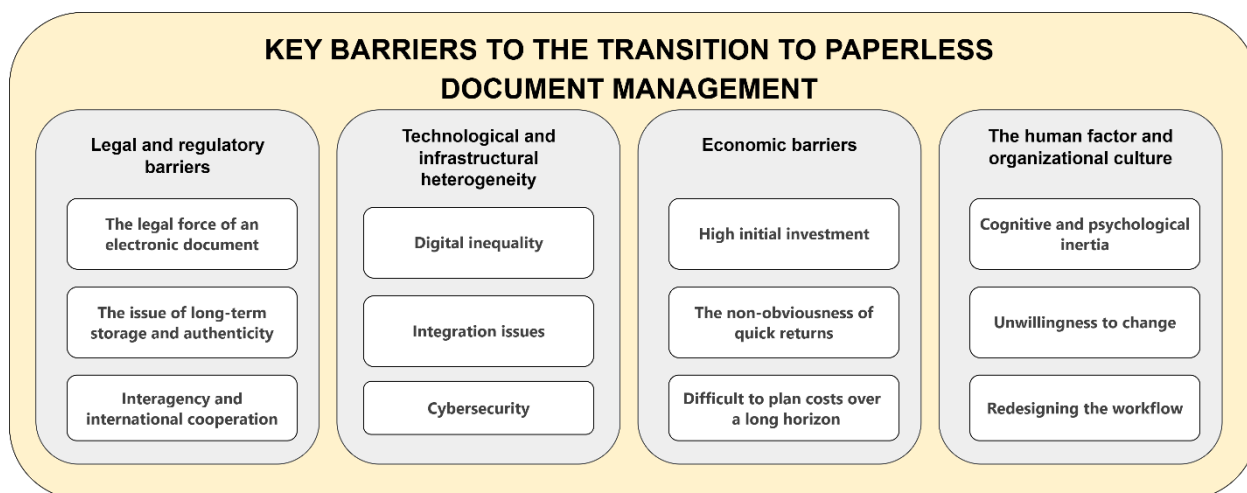 KEY BARRIERS TO THE TRANSITION TO PAPERLESS
DOCUMENT MANAGEMENT
Legal and regulatory
barriers
The legal force of an
electronic document
The issue of long-term
storage and authenticity
Interagency and
international cooperation
Technological and
infrastructural
heterogeneity
Digital inequality
Integration issues
Cybersecurity
Economic barriers
High initial investment
The non-obviousness of
quick returns
Difficult to plan costs over
a long horizon
The human factor and
organizational culture
Cognitive and psychological
inertia
Unwillingness to change
Redesigning the workflow